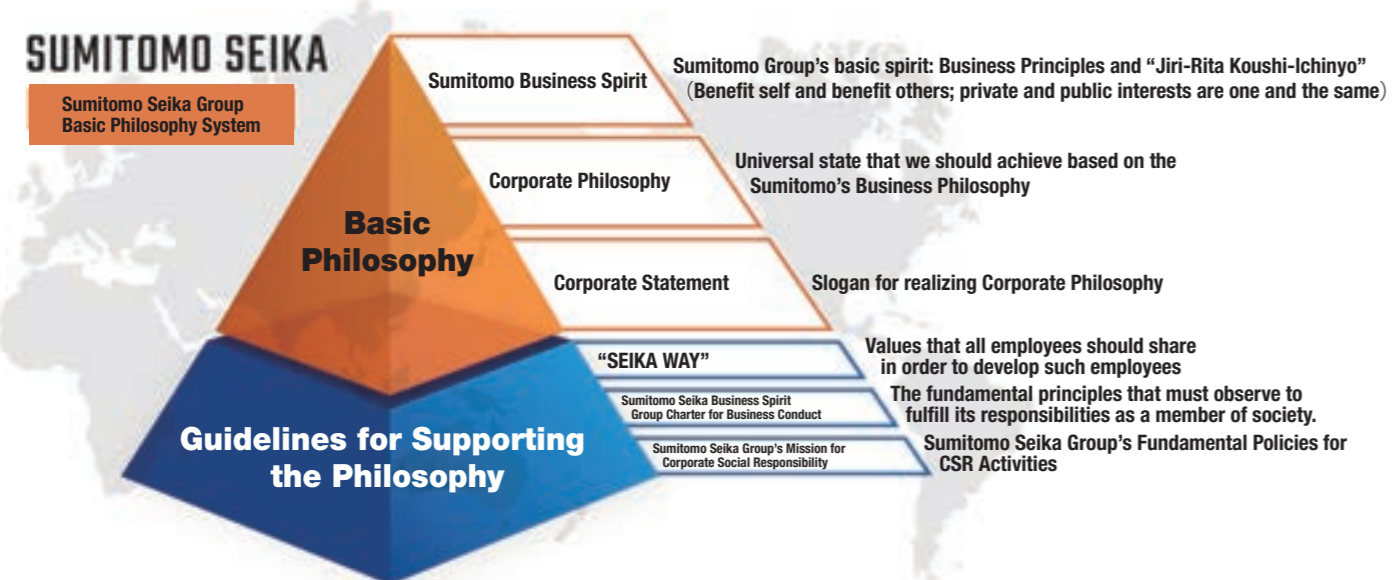 SUMITOMO SEIKA
Sumitomo Seika Group
Basic Philosophy System
Basic
Philosophy
Guidelines for Supporting
the Philosophy
Sumitomo Business Spirit
Sumitomo Group's basic spirit: Business Principles and “Jiri-Rita Koushi-Ichinyo”
(Benefit self and benefit others; private and public interests are one and the same)
Corporate Philosophy
Universal state that we should achieve based on the
Sumitomo's Business Philosophy
Corporate Statement
Slogan for realizing Corporate Philosophy
“SEIKA WAY”
Values that all employees should share
in order to develop such employees
Sumitomo Seika Business Spirit
Group Charter for Business Conduct
The fundamental principles that must observe to
fulfill its responsibilities as a member of society.
Sumitomo Seika Group's Mission for
Corporate Social Responsibility
Sumitomo Seika Group's Fundamental Policies for
CSR Activities